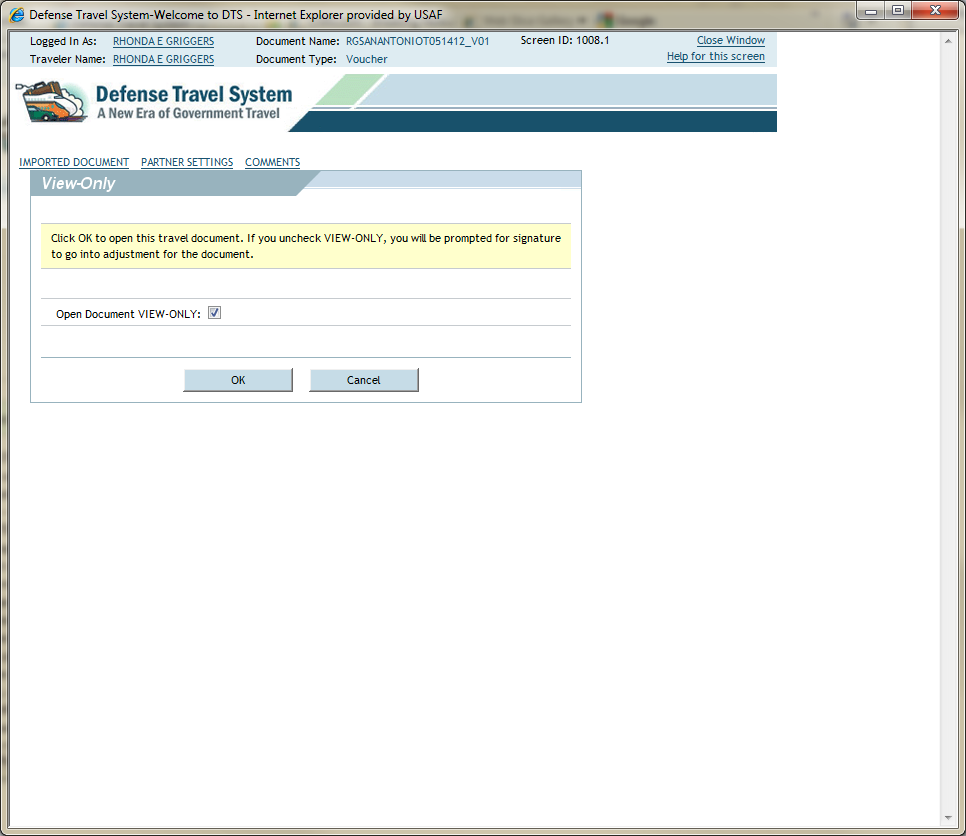 Defense Travel System-Welcome to DTS - Internet Explorer provided by USAF
Logged In As: RHONDA E GRIGGERS Document Name: RGSANANTONIOT051412_V01 Screen ID: 1008.1 Close Window
Traveler Name: RHONDA E GRIGGERS Document Type: Voucher Help for this screen
Defense Travel System
A New Era of Government Travel
IMPORTED DOCUMENT PARTNER SETTINGS COMMENTS
View-Only
Click OK to open this travel document. If you uncheck VIEW-ONLY, you will be prompted for signature
to go into adjustment for the document.
Open Document VIEW-ONLY:
OK Cancel